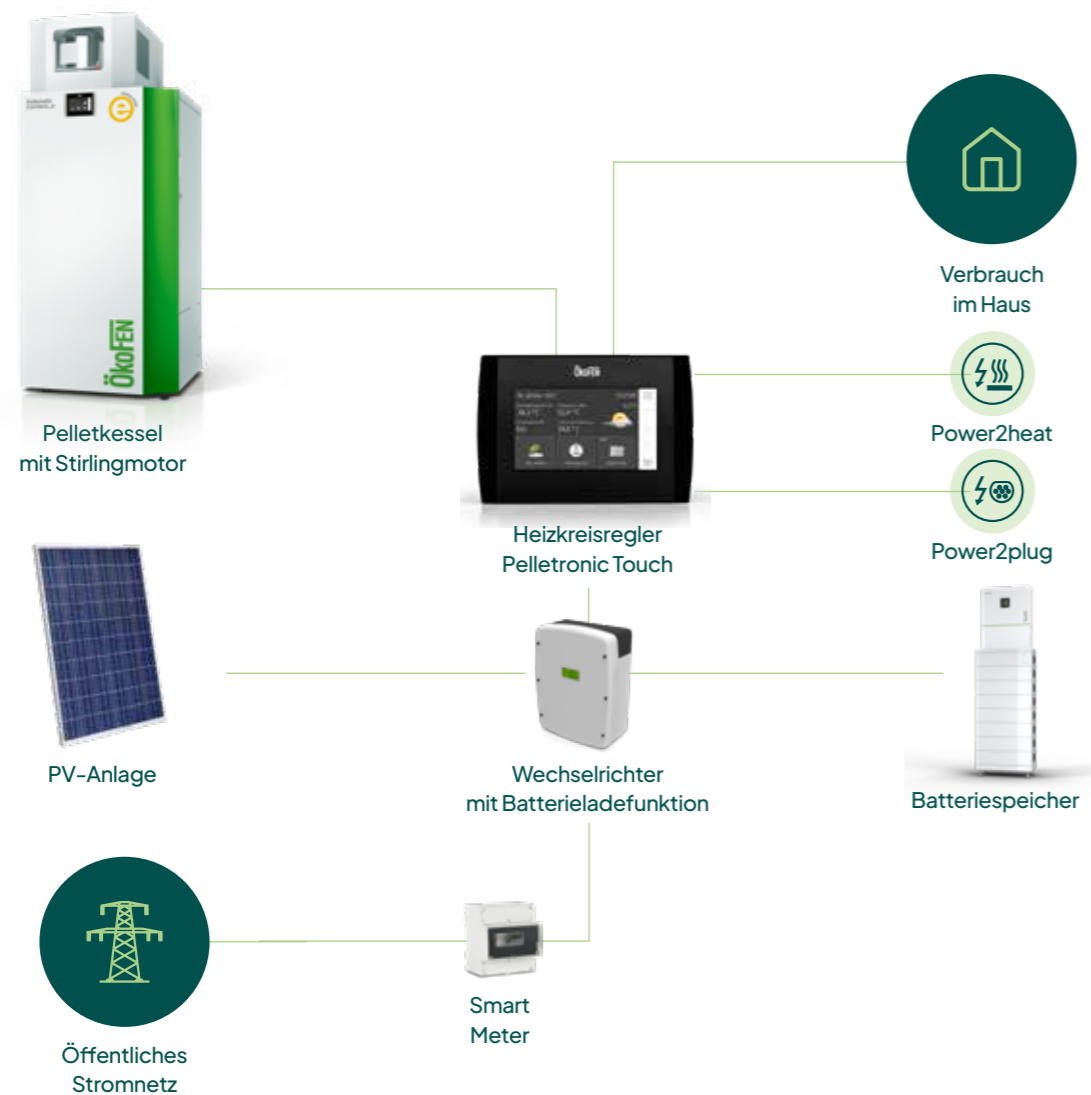 e
ÖkoFEN
Pelletkessel
mit Stirlingmotor
Verbrauch
im Haus
ÖkoFEN
Heizkreisregler
Pelletronic Touch
Power2heat
Power2plug
PV-Anlage
Wechselrichter
mit Batterieladefunktion
Batteriespeicher
Smart
Meter
Öffentliches
Stromnetz